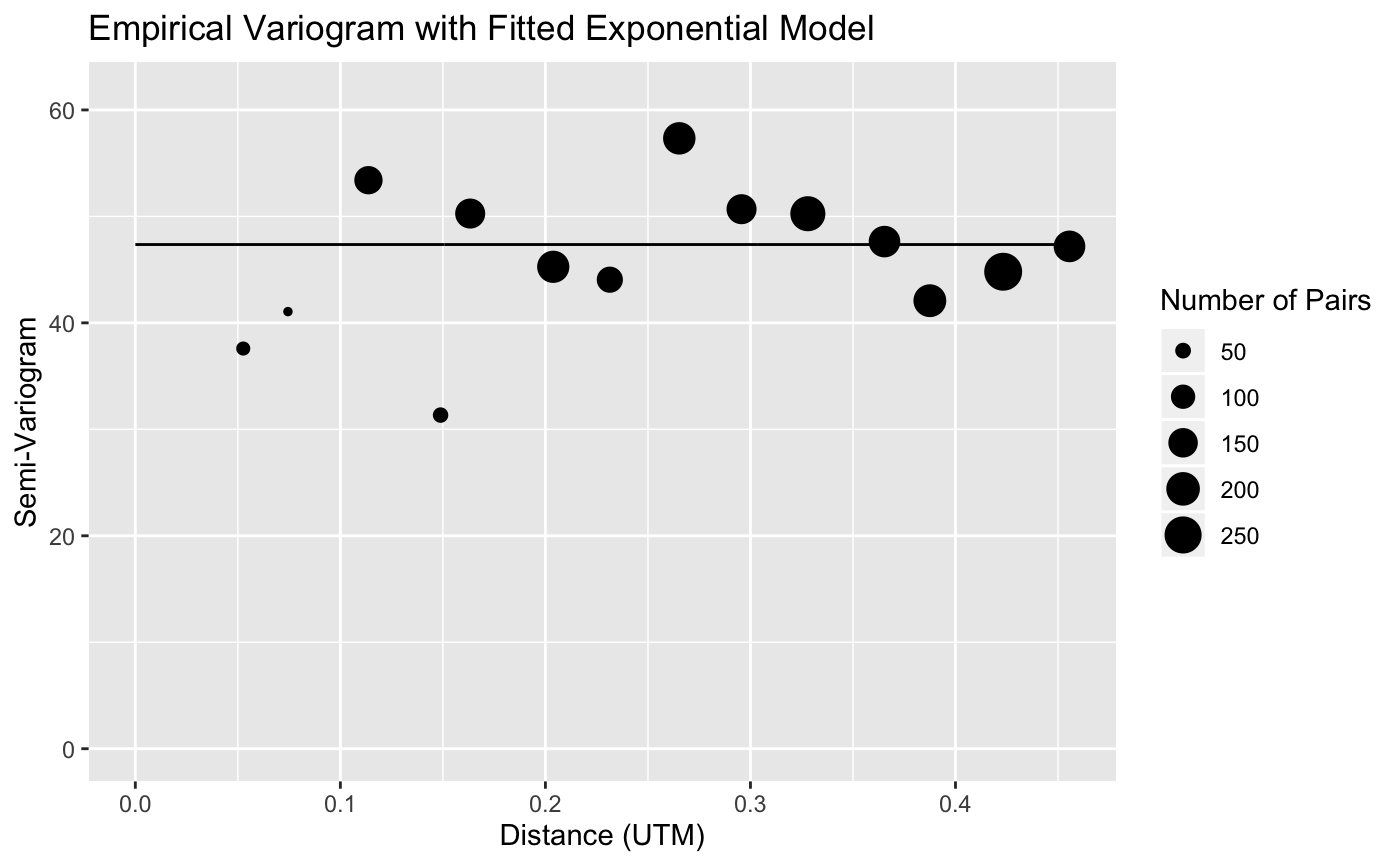 Empirical Variogram with Fitted Exponential Model
60
40
20
0
Semi-Variogram
0.0 0.1 0.2 0.3 0.4
Distance (UTM)
Number of Pairs
50
100
150
200
250